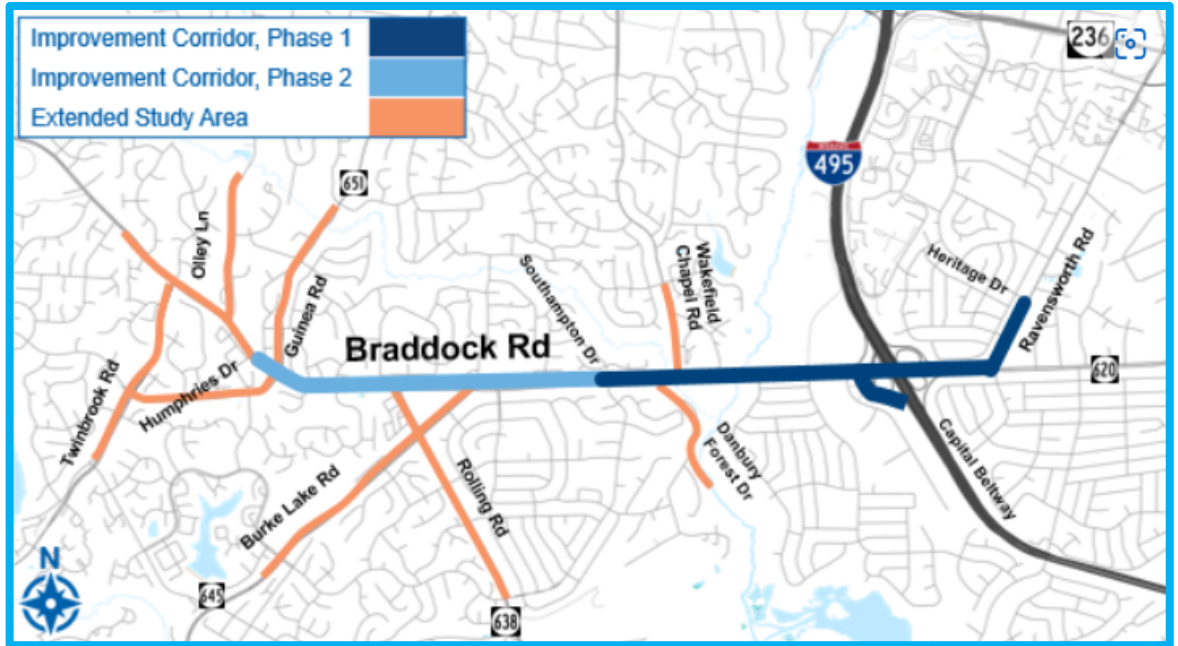 Improvement Corridor, Phase 1
Improvement Corridor, Phase 2
Extended Study Area
236
651
495
Olley Ln
Guinea Rd
Southampton Dr
Wakefield
Chapel Rd
Heritage Dr
Ravensworth Rd
Braddock Rd
620
Humphries Dr
Twinbrook Rd
Danbury
Forest Dr
Capital Beltway
Burke Lake Rd
Rolling Rd
N
645
638